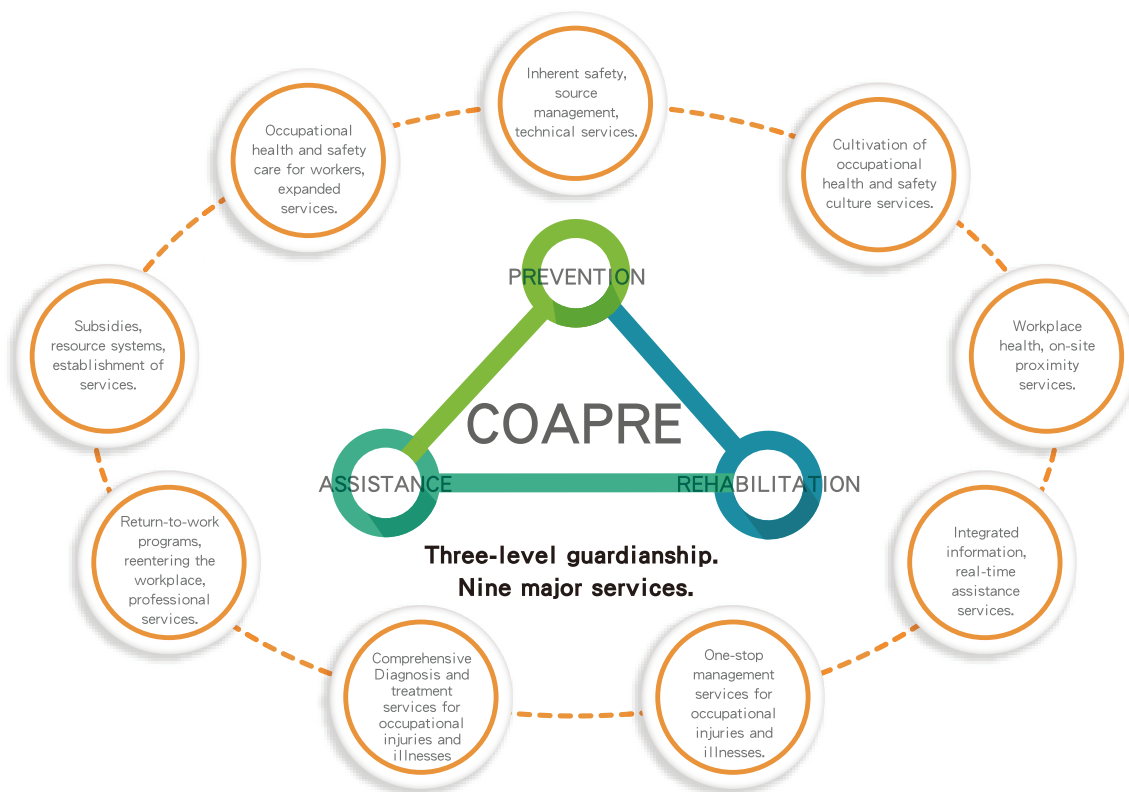 Inherent safety,
source
management,
technical services.
Cultivation of
occupational
health and safety
culture services.
Workplace
health, on-site
proximity
services.
Integrated
information,
real-time
assistance
services.
One-stop
management
services for
occupational
injuries and
illnesses.
Comprehensive
Diagnosis and
treatment
services for
occupational
injuries and
illnesses
Return-to-work
programs,
reentering the
workplace,
professional
services.
Subsidies,
resource systems,
establishment of
services.
Occupational
health and safety
care for workers,
expanded
services.
PREVENTION
COAPRE
ASSISTANCE
REHABILITATION
Three-level guardianship.
Nine major services.